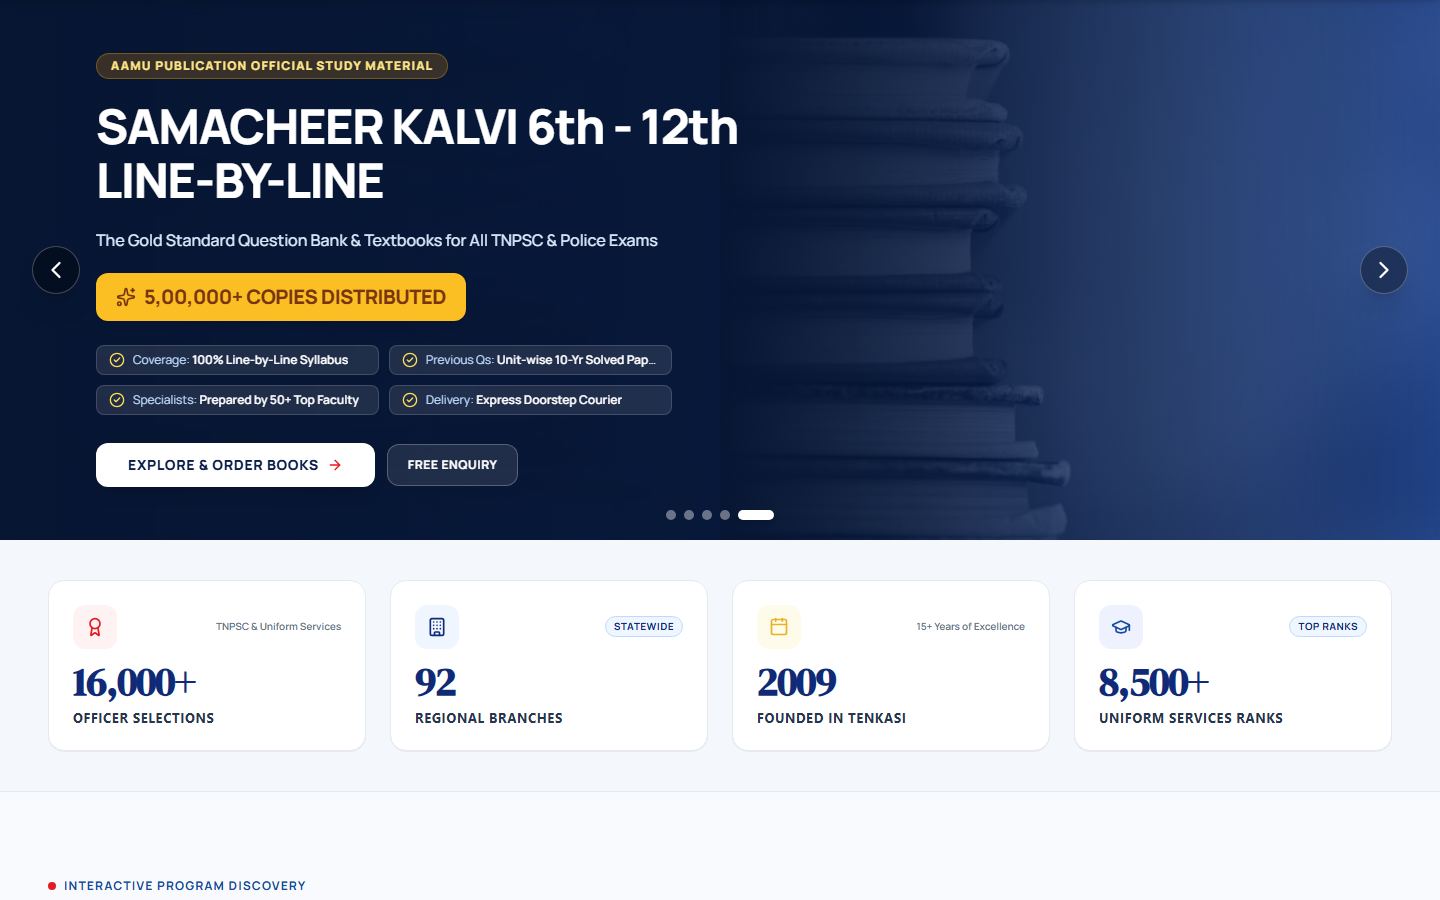 AAMU PUBLICATION OFFICIAL STUDY MATERIAL
SAMACHEER KALVI 6th - 12th
LINE-BY-LINE
The Gold Standard Question Bank & Textbooks for All TNPSC & Police Exams
5,00,000+ COPIES DISTRIBUTED
Coverage: 100% Line-by-Line Syllabus
Previous Qs: Unit-wise 10-Yr Solved Pap...
Specialists: Prepared by 50+ Top Faculty
Delivery: Express Doorstep Courier
EXPLORE & ORDER BOOKS
FREE ENQUIRY
TNPSC & Uniform Services
16,000+
OFFICER SELECTIONS
STATEWIDE
92
REGIONAL BRANCHES
15+ Years of Excellence
2009
FOUNDED IN TENKASI
TOP RANKS
8,500+
UNIFORM SERVICES RANKS
INTERACTIVE PROGRAM DISCOVERY